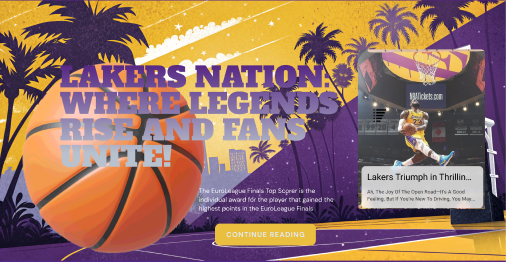 LAKERS NATION:
WHERE LEGENDS
RISE AND FANS
UNITE!
The EuroLeague Finals Top Scorer is the
individual award for the player that gained the
highest points in the EuroLeague Finals
CONTINUE READING
NBATickets.com
Lakers Triumph in Thrillin...
Ah, The Joy Of The Open Road—It's A Good
Feeling, But If You're New To Driving, You May...